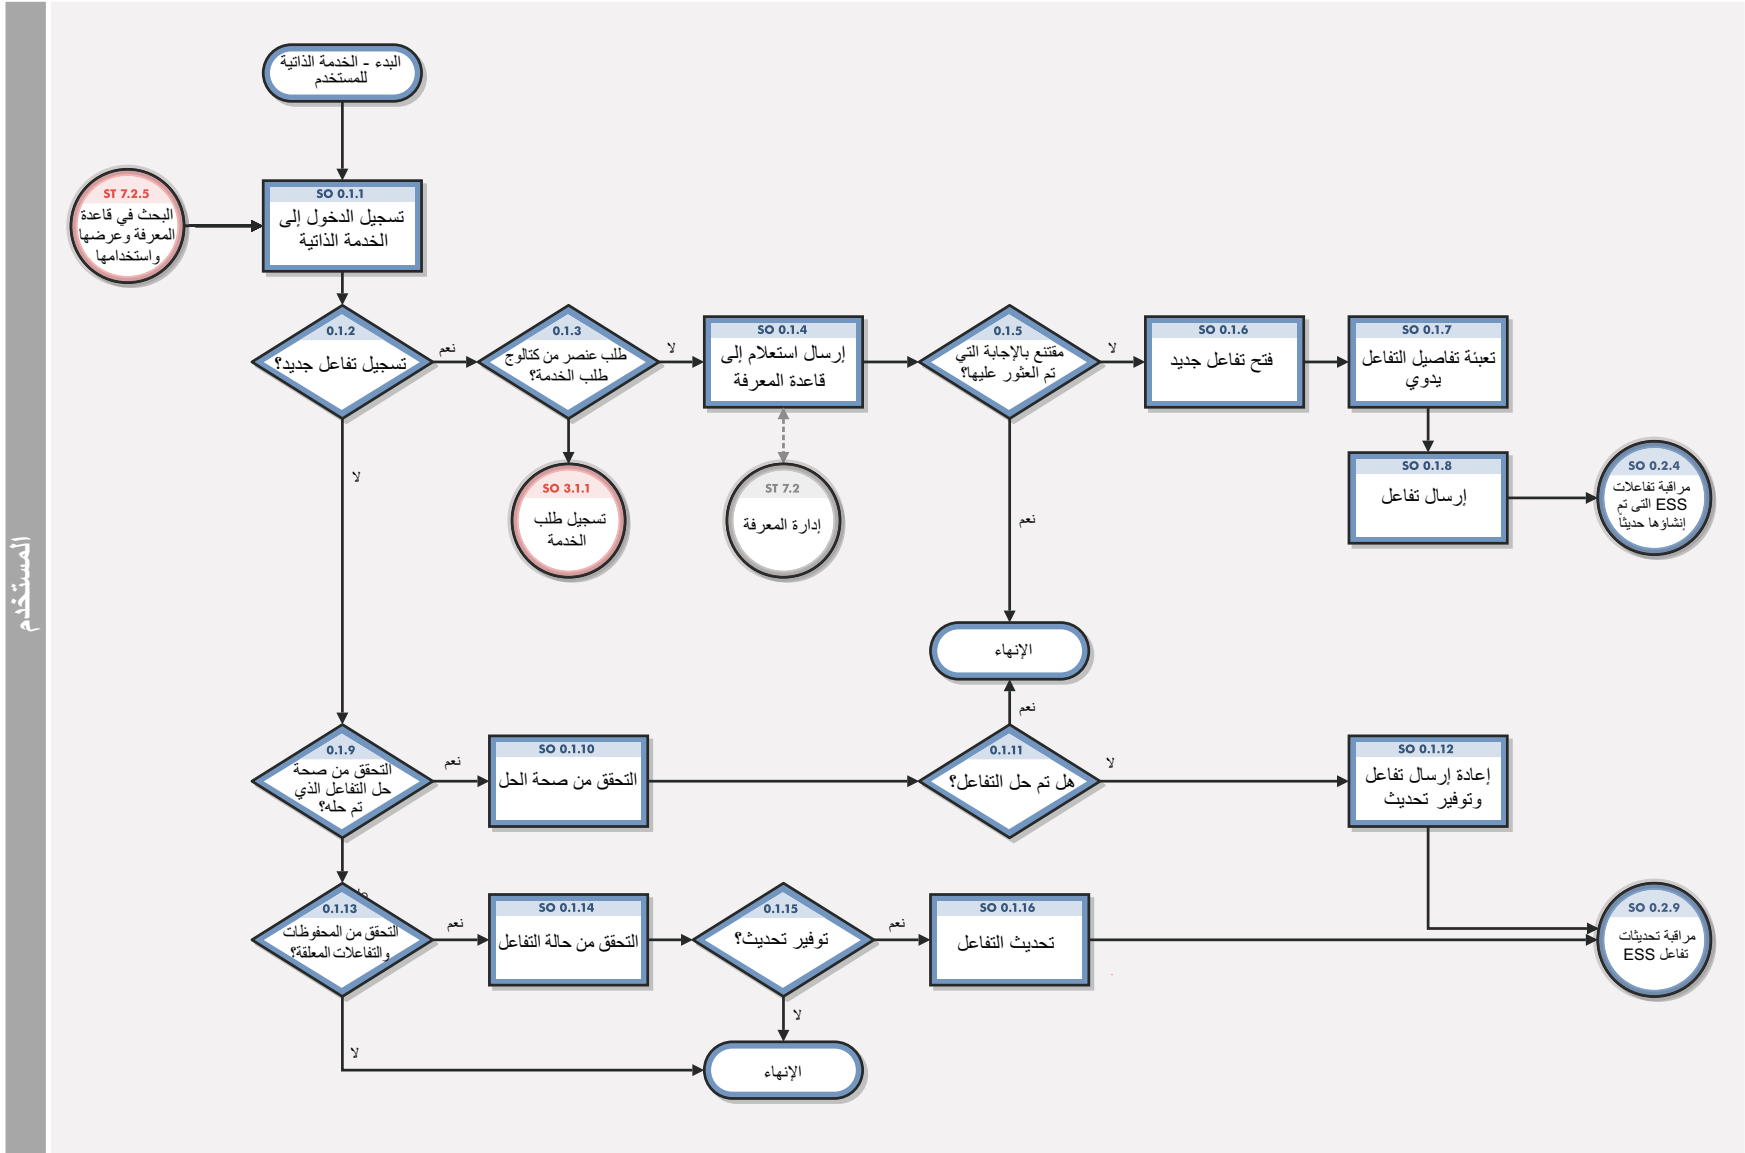 البدء - الخدمة الذاتية
للمستخدم
ST 7.2.5
البحث في قاعدة
المعرفة وعرضها
واستخدامها
SO 0.1.1
تسجيل الدخول إلى
الخدمة الذاتية
0.1.2
تسجيل تفاعل جديد؟
نعم
لا
0.1.3
طلب عنصر من كتالوج
طلب الخدمة؟
لا
SO 0.1.4
إرسال استعلام إلى
قاعدة المعرفة
0.1.5
مقتنع بالإجابة التي
تم العثور عليها؟
لا
نعم
SO 0.1.6
فتح تفاعل جديد
SO 0.1.7
تعبئة تفاصيل التفاعل
يدوي
SO 3.1.1
تسجيل طلب
الخدمة
ST 7.2
إدارة المعرفة
SO 0.1.8
إرسال تفاعل
SO 0.2.4
مراقبة تفاعلات
ESS التى تم
إنشاؤها حديثا
المستخدم
الإنهاء
نعم
0.1.9
التحقق من صحة
حل التفاعل الذي
تم حله؟
نعم
SO 0.1.10
التحقق من صحة الحل
0.1.11
هل تم حل التفاعل؟
لا
SO 0.1.12
إعادة إرسال تفاعل
وتوفير تحديث
0.1.13
التحقق من المحفوظات
والتفاعلات المعلقة؟
نعم
لا
SO 0.1.14
التحقق من حالة التفاعل
0.1.15
توفير تحديث؟
نعم
لا
SO 0.1.16
تحديث التفاعل
SO 0.2.9
مراقبة تحديثات
تفاعل ESS
الإنهاء